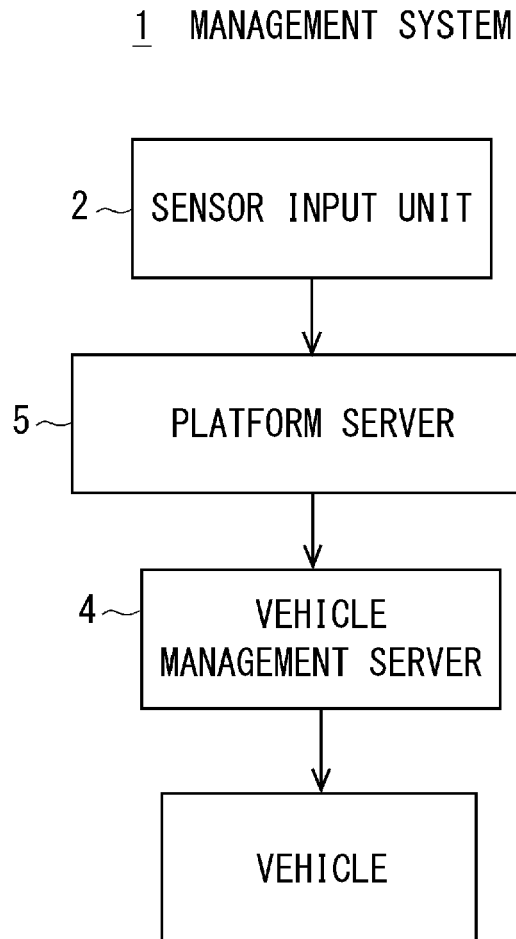 1 MANAGEMENT SYSTEM
2 SENSOR INPUT UNIT
5 PLATFORM SERVER
4 VEHICLE
MANAGEMENT SERVER
VEHICLE